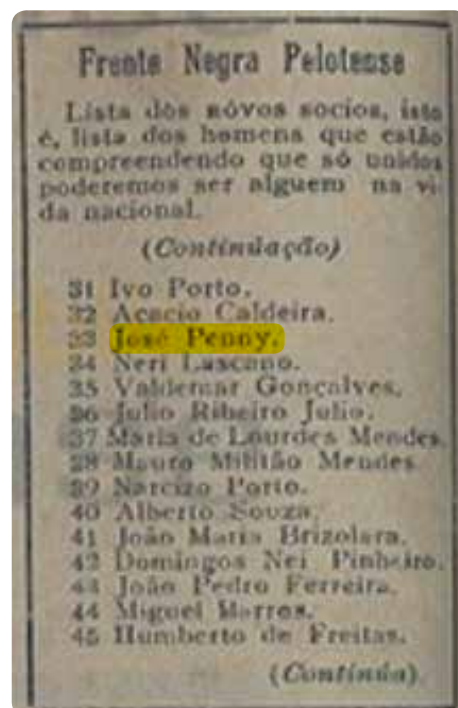 Frente Negra Pelotense
Lista dos nóvos socios, isto
é, lista dos homens que estão
compreendendo que só unidos
poderemos ser alguem na vi
da nacional.
(Continúação)
31 Ivo Porto.
32 Acacio Caldeira.
33 José Penny.
34 Neri Lascano.
35 Valdemar Gonçalves.
36 Julio Ribeiro Julio.
37 Maria de Lourdes Mendes.
38 Mauro Militão Mendes
39 Narcizo Porto.
40 Alberto Souza.
41 João Maria Brizolara.
42 Domingos Nei Pinheiro.
43 João Pedro Ferreira.
44 Miguel Barros.
45 Humberto de Freitas.
(Continúa)